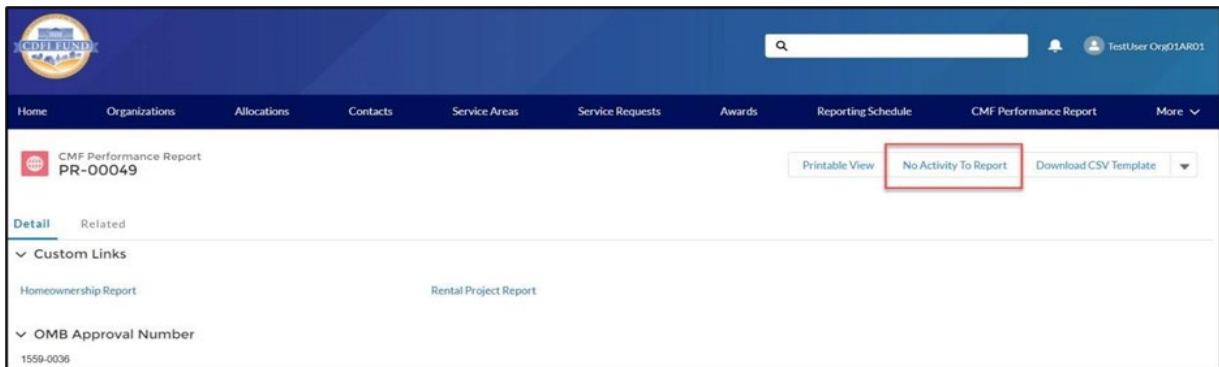 CDFI FUND
TestUser Org01AR01
Home Organizations Allocations Contacts Service Areas Service Requests Awards Reporting Schedule CMF Performance Report More
CMF Performance Report
PR-00049
Printable View No Activity To Report Download CSV Template
Detail Related
Custom Links
Homeownership Report Rental Project Report
OMB Approval Number
1559-0036